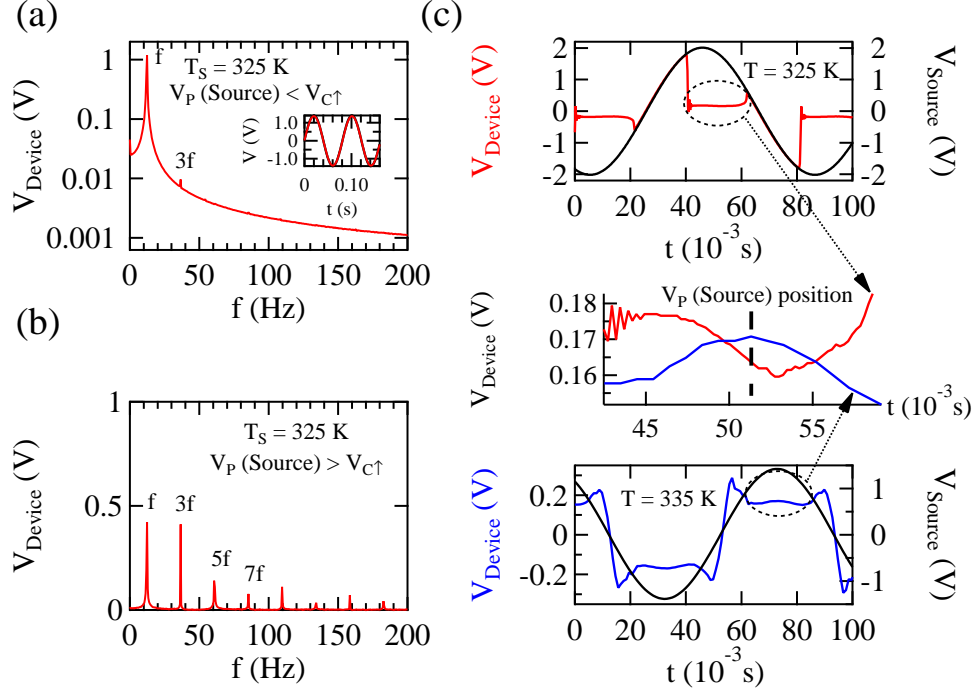 (a)
V_Device (V)
1
0.1
0.01
0.001
f
3f
T_S = 325 K
V_P (Source) < V_C↑
V (V)
1.0
0.0
-1.0
0
0.10
t (s)
0
50
100
150
200
f (Hz)
(b)
V_Device (V)
1
0.5
0
T_S = 325 K
V_P (Source) > V_C↑
f
3f
5f
7f
0
50
100
150
200
f (Hz)
(c)
V_Device (V)
2
1
0
-1
-2
T = 325 K
2
1
0
-1
-2
V_Source (V)
0
20
40
60
80
100
t (10^-3 s)
V_Device (V)
0.18
0.17
0.16
V_P (Source) position
45
50
55
t (10^-3 s)
V_Device (V)
0.2
0.0
-0.2
T = 335 K
1
0
-1
V_Source (V)
0
20
40
60
80
100
t (10^-3 s)